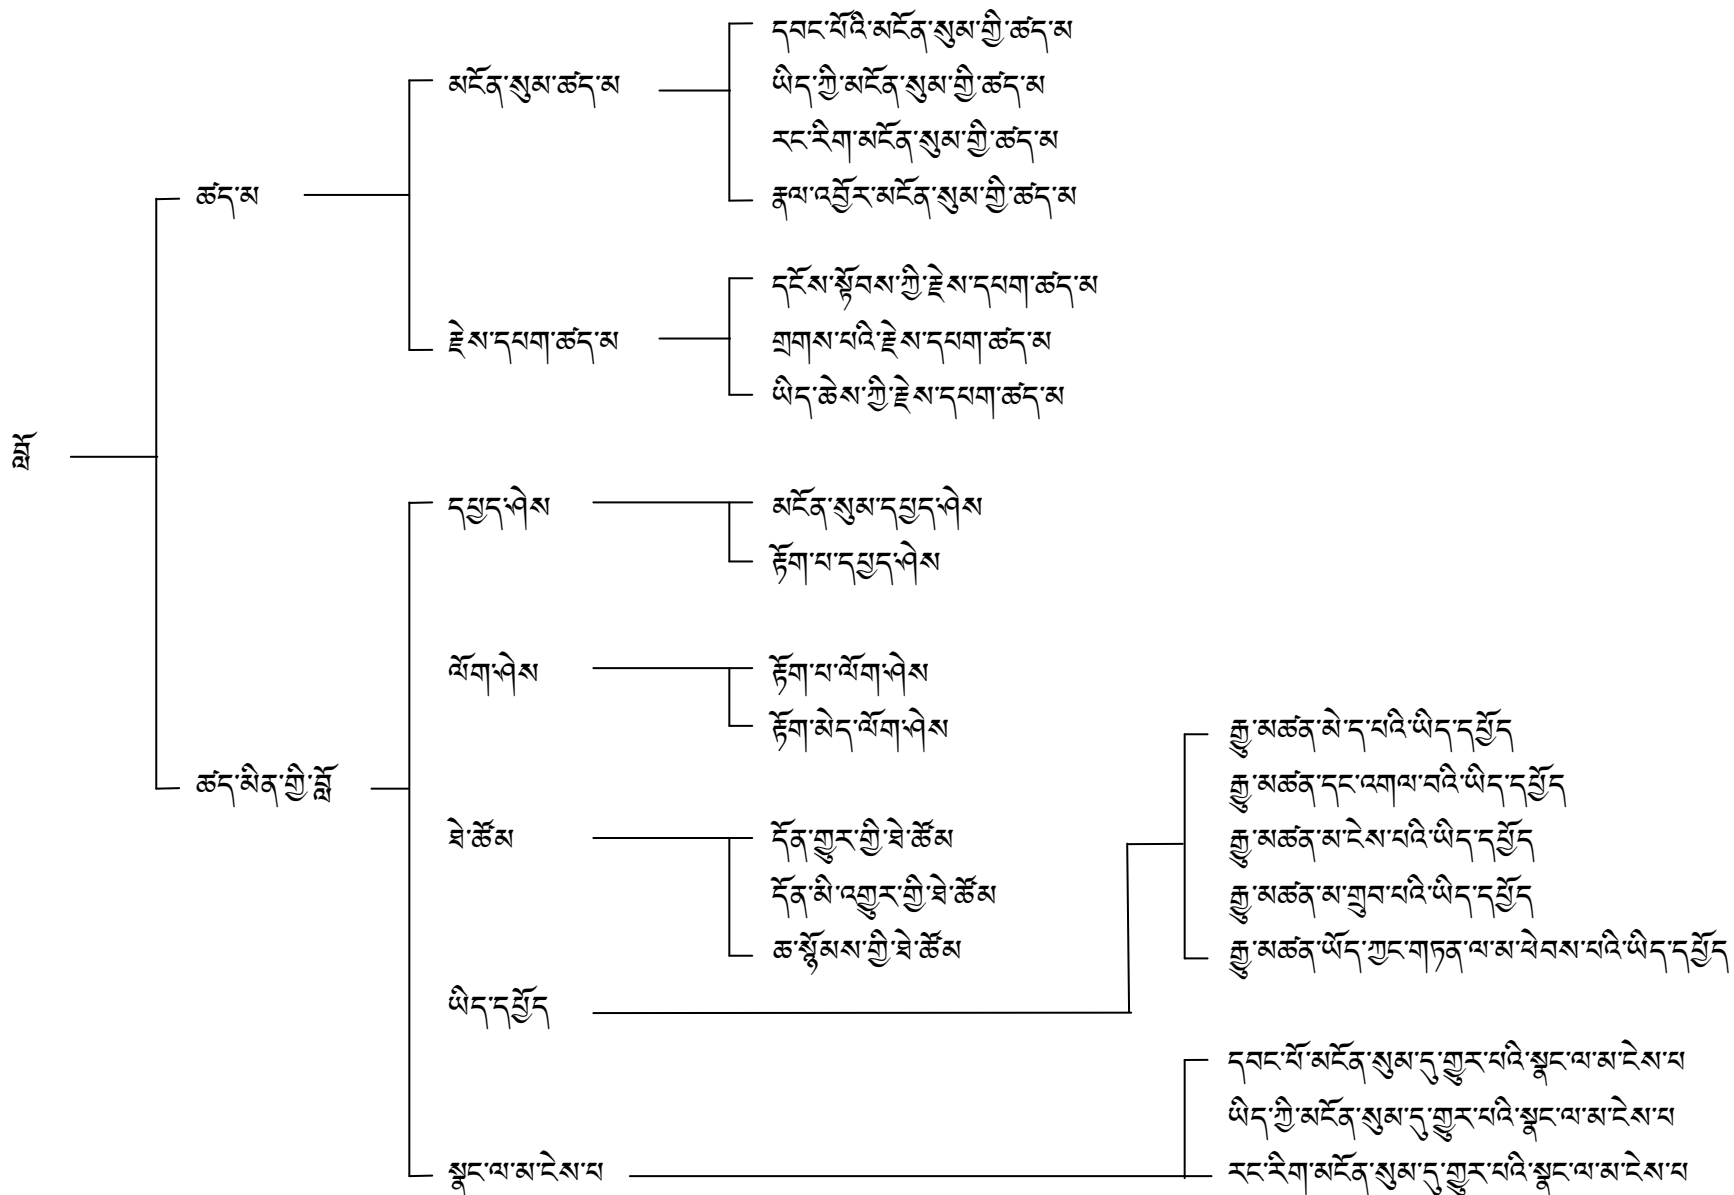 བློ
ཚད་མ
མངོན་སུམ་ཚད་མ
དབང་པོའི་མངོན་སུམ་གྱི་ཚད་མ
ཡིད་ཀྱི་མངོན་སུམ་གྱི་ཚད་མ
རང་རིག་མངོན་སུམ་གྱི་ཚད་མ
རྣལ་འབྱོར་མངོན་སུམ་གྱི་ཚད་མ
རྗེས་དཔག་ཚད་མ
དངོས་སྟོབས་ཀྱི་རྗེས་དཔག་ཚད་མ
གྲགས་པའི་རྗེས་དཔག་ཚད་མ
ཡིད་ཆེས་ཀྱི་རྗེས་དཔག་ཚད་མ
ཚད་མིན་གྱི་བློ
དཔྱད་ཤེས
མངོན་སུམ་དཔྱད་ཤེས
རྟོག་པ་དཔྱད་ཤེས
ལོག་ཤེས
རྟོག་པ་ལོག་ཤེས
རྟོག་མེད་ལོག་ཤེས
ཐེ་ཚོམ
དོན་གྱུར་གྱི་ཐེ་ཚོམ
དོན་མི་འགྱུར་གྱི་ཐེ་ཚོམ
ཆ་སྙོམས་གྱི་ཐེ་ཚོམ
ཡིད་དཔྱོད
རྒྱུ་མཚན་མེ་ད་པའི་ཡིད་དཔྱོད
རྒྱུ་མཚན་དང་འགལ་བའི་ཡིད་དཔྱོད
རྒྱུ་མཚན་མ་ངེས་པའི་ཡིད་དཔྱོད
རྒྱུ་མཚན་མ་གྲུབ་པའི་ཡིད་དཔྱོད
རྒྱུ་མཚན་ཡོད་ཀྱང་གཏན་ལ་མ་ཕེབས་པའི་ཡིད་དཔྱོད
སྣང་ལ་མ་ངེས་པ
དབང་པོ་མངོན་སུམ་དུ་གྱུར་པའི་སྣང་ལ་མ་ངེས་པ
ཡིད་ཀྱི་མངོན་སུམ་དུ་གྱུར་པའི་སྣང་ལ་མ་ངེས་པ
རང་རིག་མངོན་སུམ་དུ་གྱུར་པའི་སྣང་ལ་མ་ངེས་པ